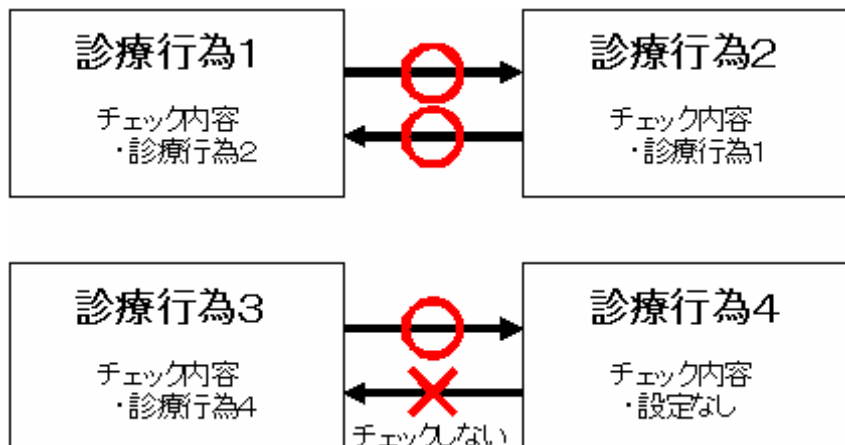 診療行為1
チェック内容
・診療行為2
診療行為2
チェック内容
・診療行為1
診療行為3
チェック内容
・診療行為4
診療行為4
チェック内容
・設定なし
チェックしない